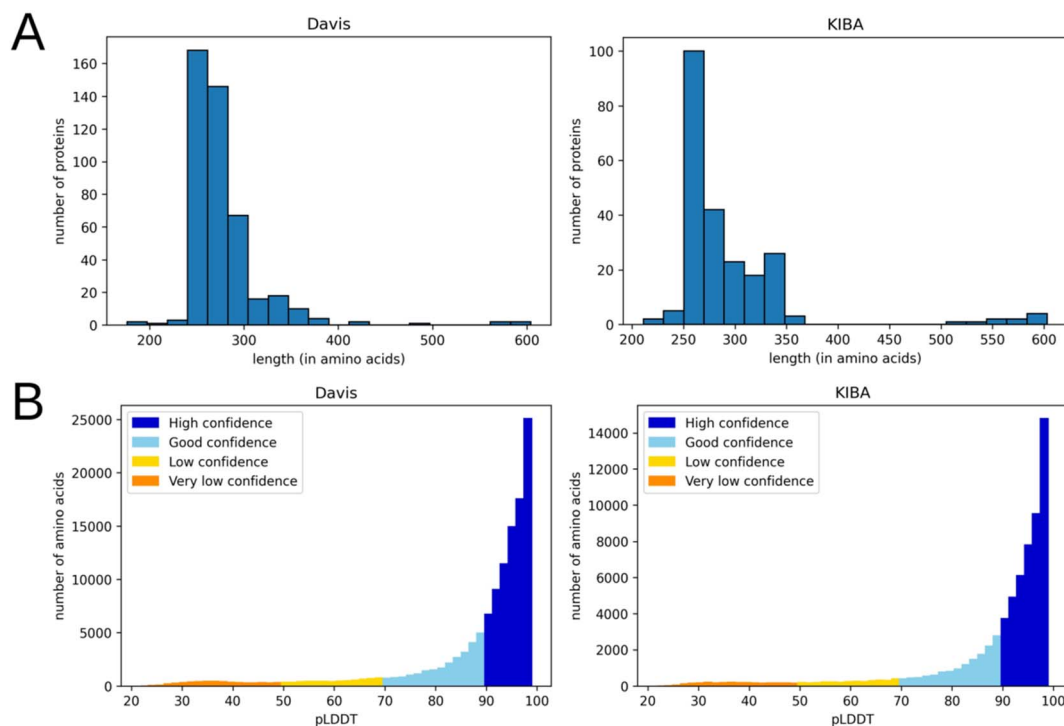 A
Davis
number of proteins
160
140
120
100
80
60
40
20
0
200 300 400 500 600
length (in amino acids)
KIBA
number of proteins
100
80
60
40
20
0
200 250 300 350 400 450 500 550 600
length (in amino acids)
B
Davis
number of amino acids
25000
20000
15000
10000
5000
0
High confidence
Good confidence
Low confidence
Very low confidence
20 30 40 50 60 70 80 90 100
pLDDT
KIBA
number of amino acids
14000
12000
10000
8000
6000
4000
2000
0
High confidence
Good confidence
Low confidence
Very low confidence
20 30 40 50 60 70 80 90 100
pLDDT